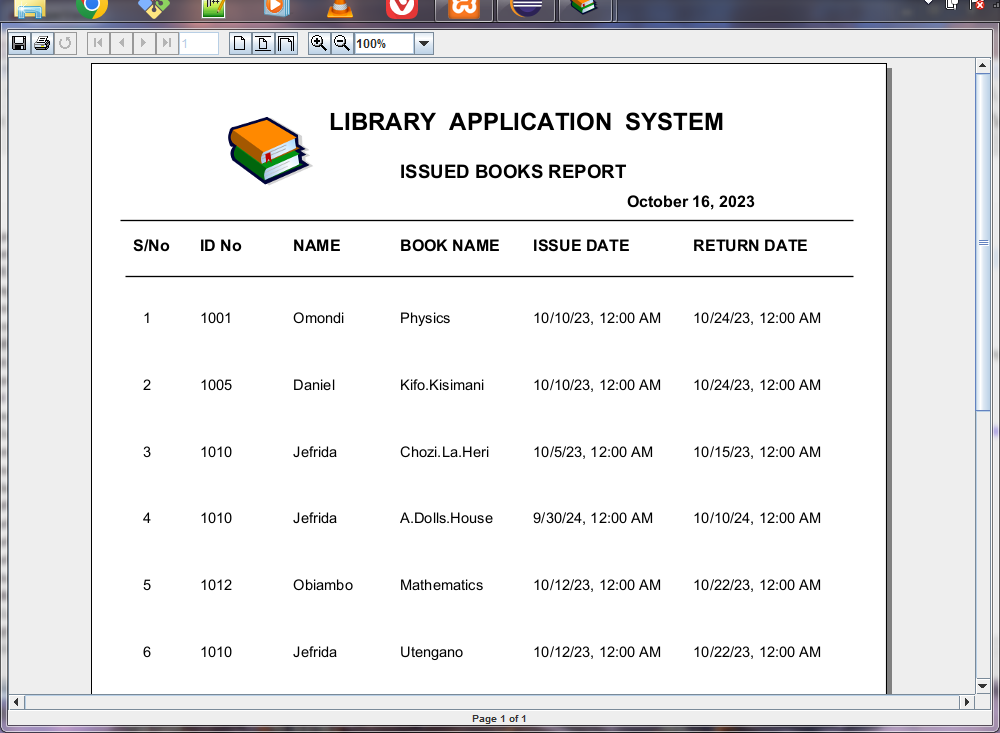 1
100%
LIBRARY APPLICATION SYSTEM
ISSUED BOOKS REPORT
October 16, 2023
S/No ID No NAME BOOK NAME ISSUE DATE RETURN DATE
1 1001 Omondi Physics 10/10/23, 12:00 AM 10/24/23, 12:00 AM
2 1005 Daniel Kifo.Kisimani 10/10/23, 12:00 AM 10/24/23, 12:00 AM
3 1010 Jefrida Chozi.La.Heri 10/5/23, 12:00 AM 10/15/23, 12:00 AM
4 1010 Jefrida A.Dolls.House 9/30/24, 12:00 AM 10/10/24, 12:00 AM
5 1012 Obiambo Mathematics 10/12/23, 12:00 AM 10/22/23, 12:00 AM
6 1010 Jefrida Utengano 10/12/23, 12:00 AM 10/22/23, 12:00 AM
Page 1 of 1